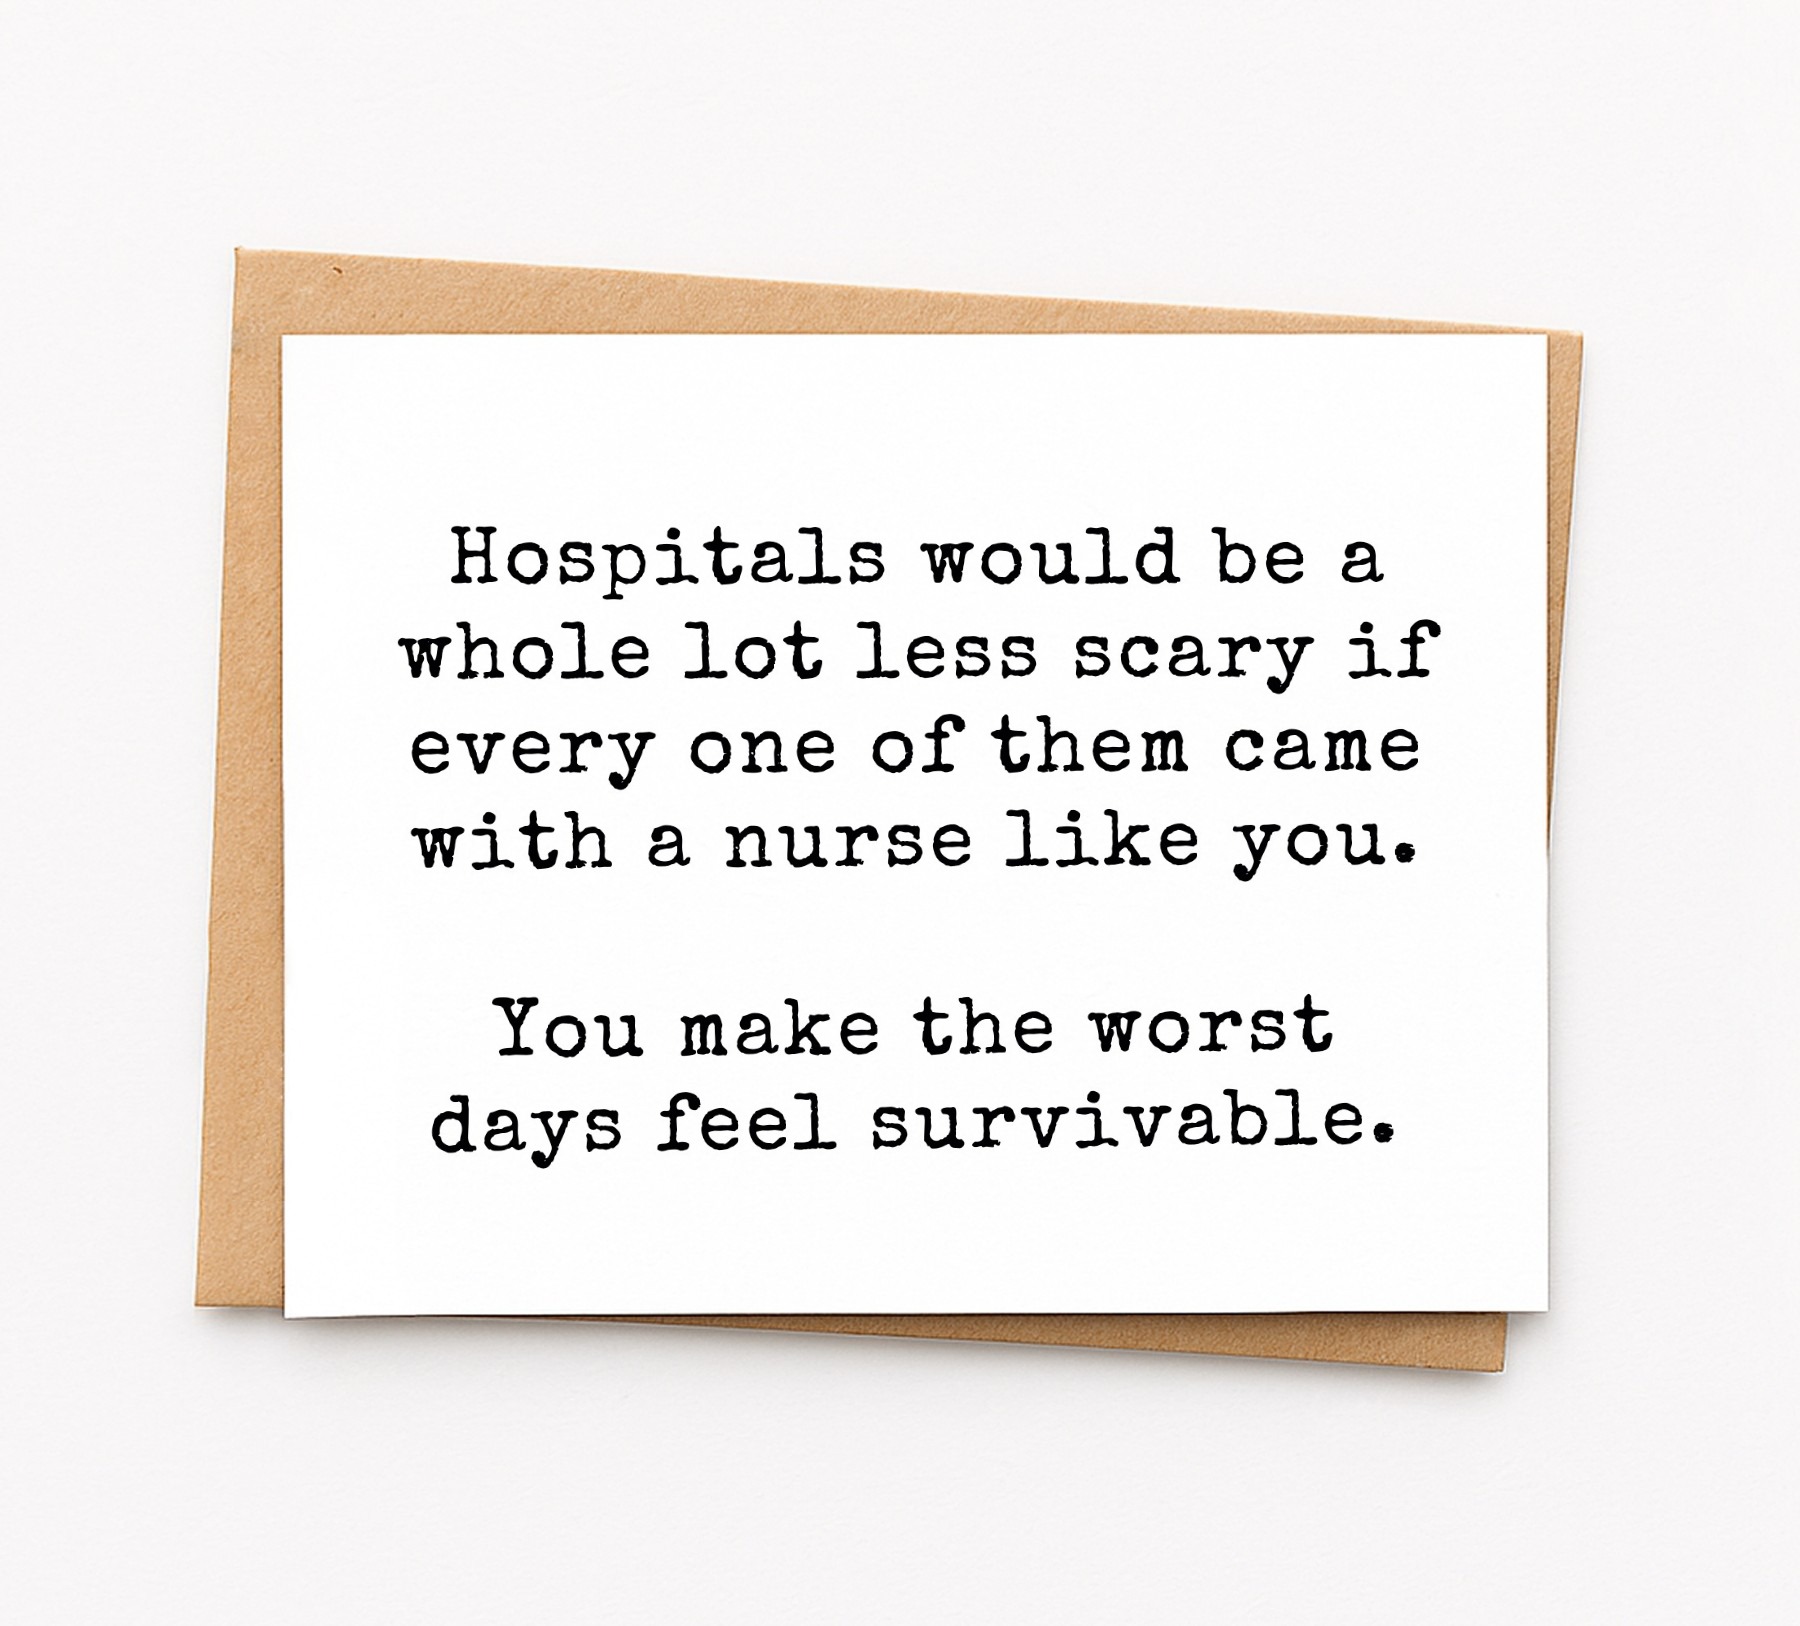 Hospitals would be a
whole lot less scary if
every one of them came
with a nurse like you.
You make the worst
days feel survivable.